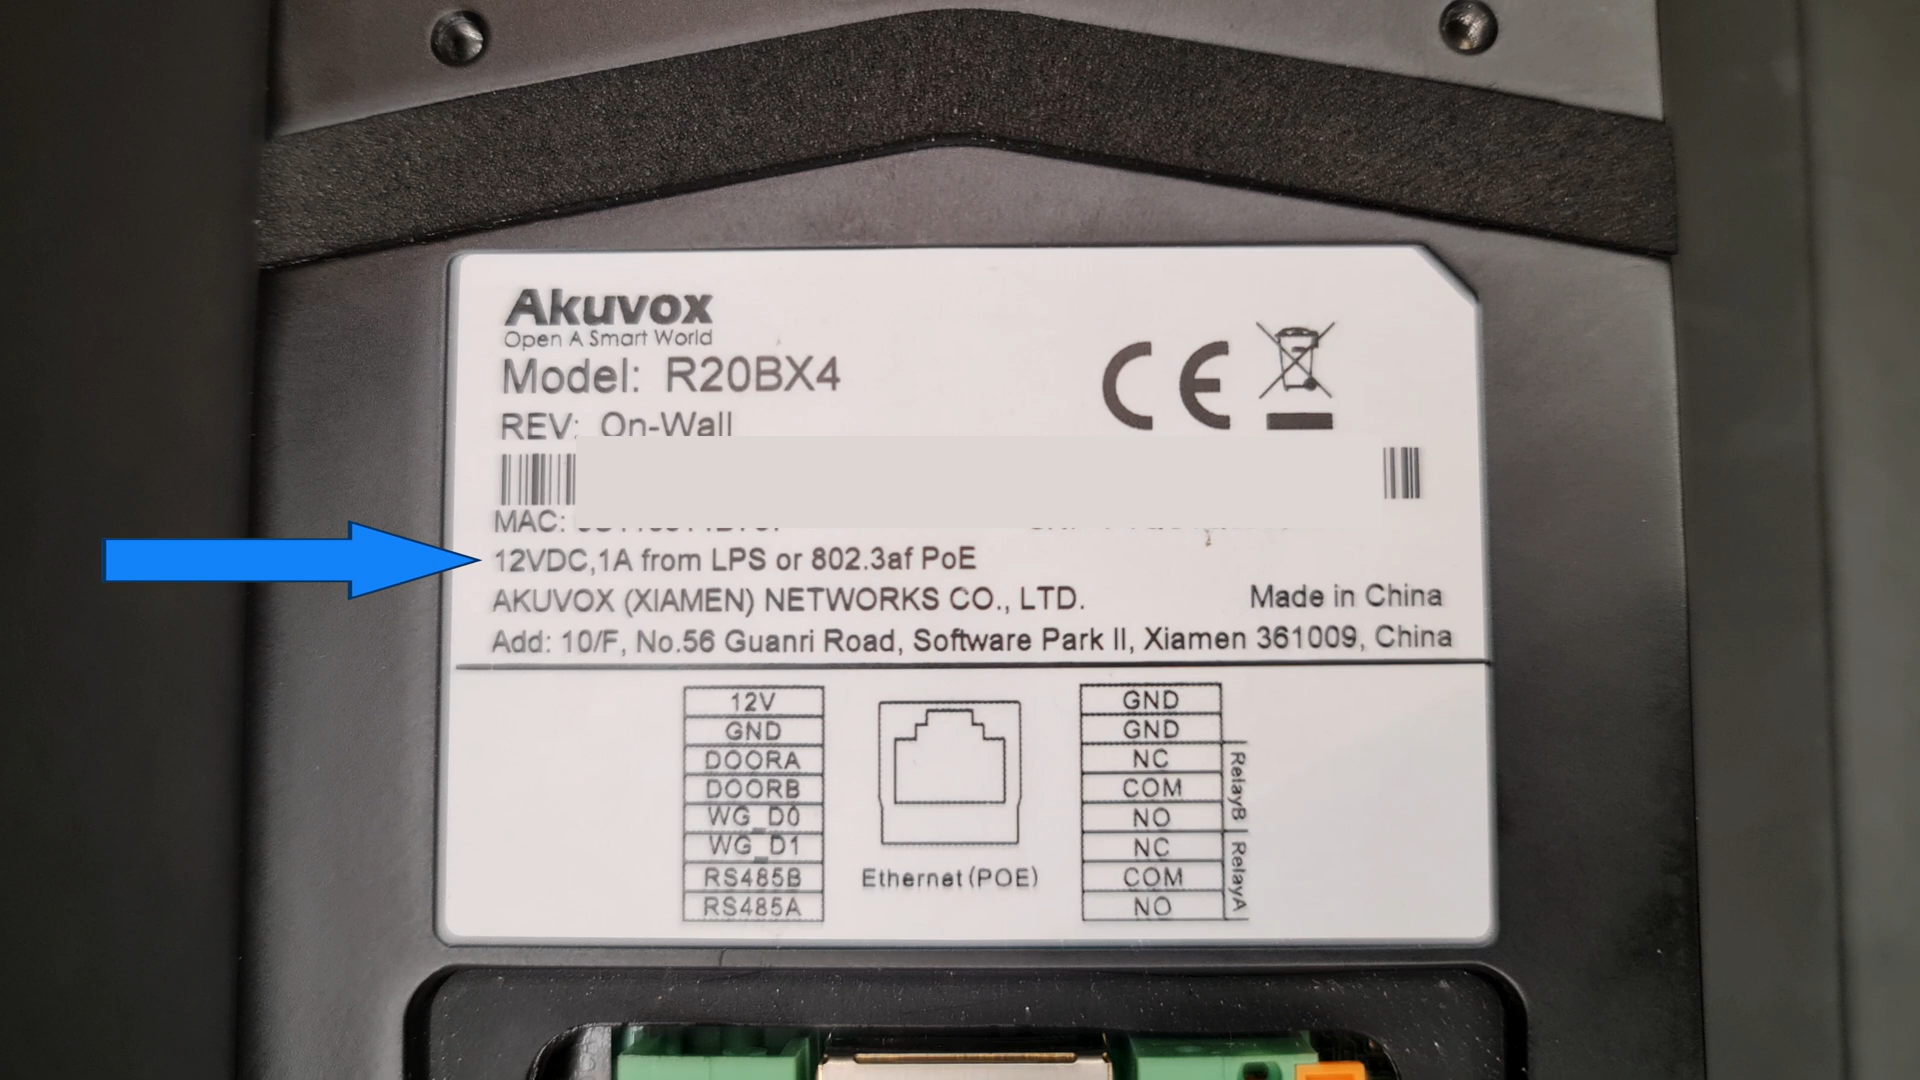 Akuvox
Open A Smart World
Model: R20BX4
REV: On-Wall
MAC:
12VDC,1A from LPS or 802.3af PoE
AKUVOX (XIAMEN) NETWORKS CO., LTD.
Made in China
Add: 10/F, No.56 Guanri Road, Software Park II, Xiamen 361009, China
12V
GND
DOORA
DOORB
WG_D0
WG_D1
RS485B
RS485A
Ethernet(POE)
GND
GND
NC
COM
NO
NC
COM
NO
RelayB
RelayA